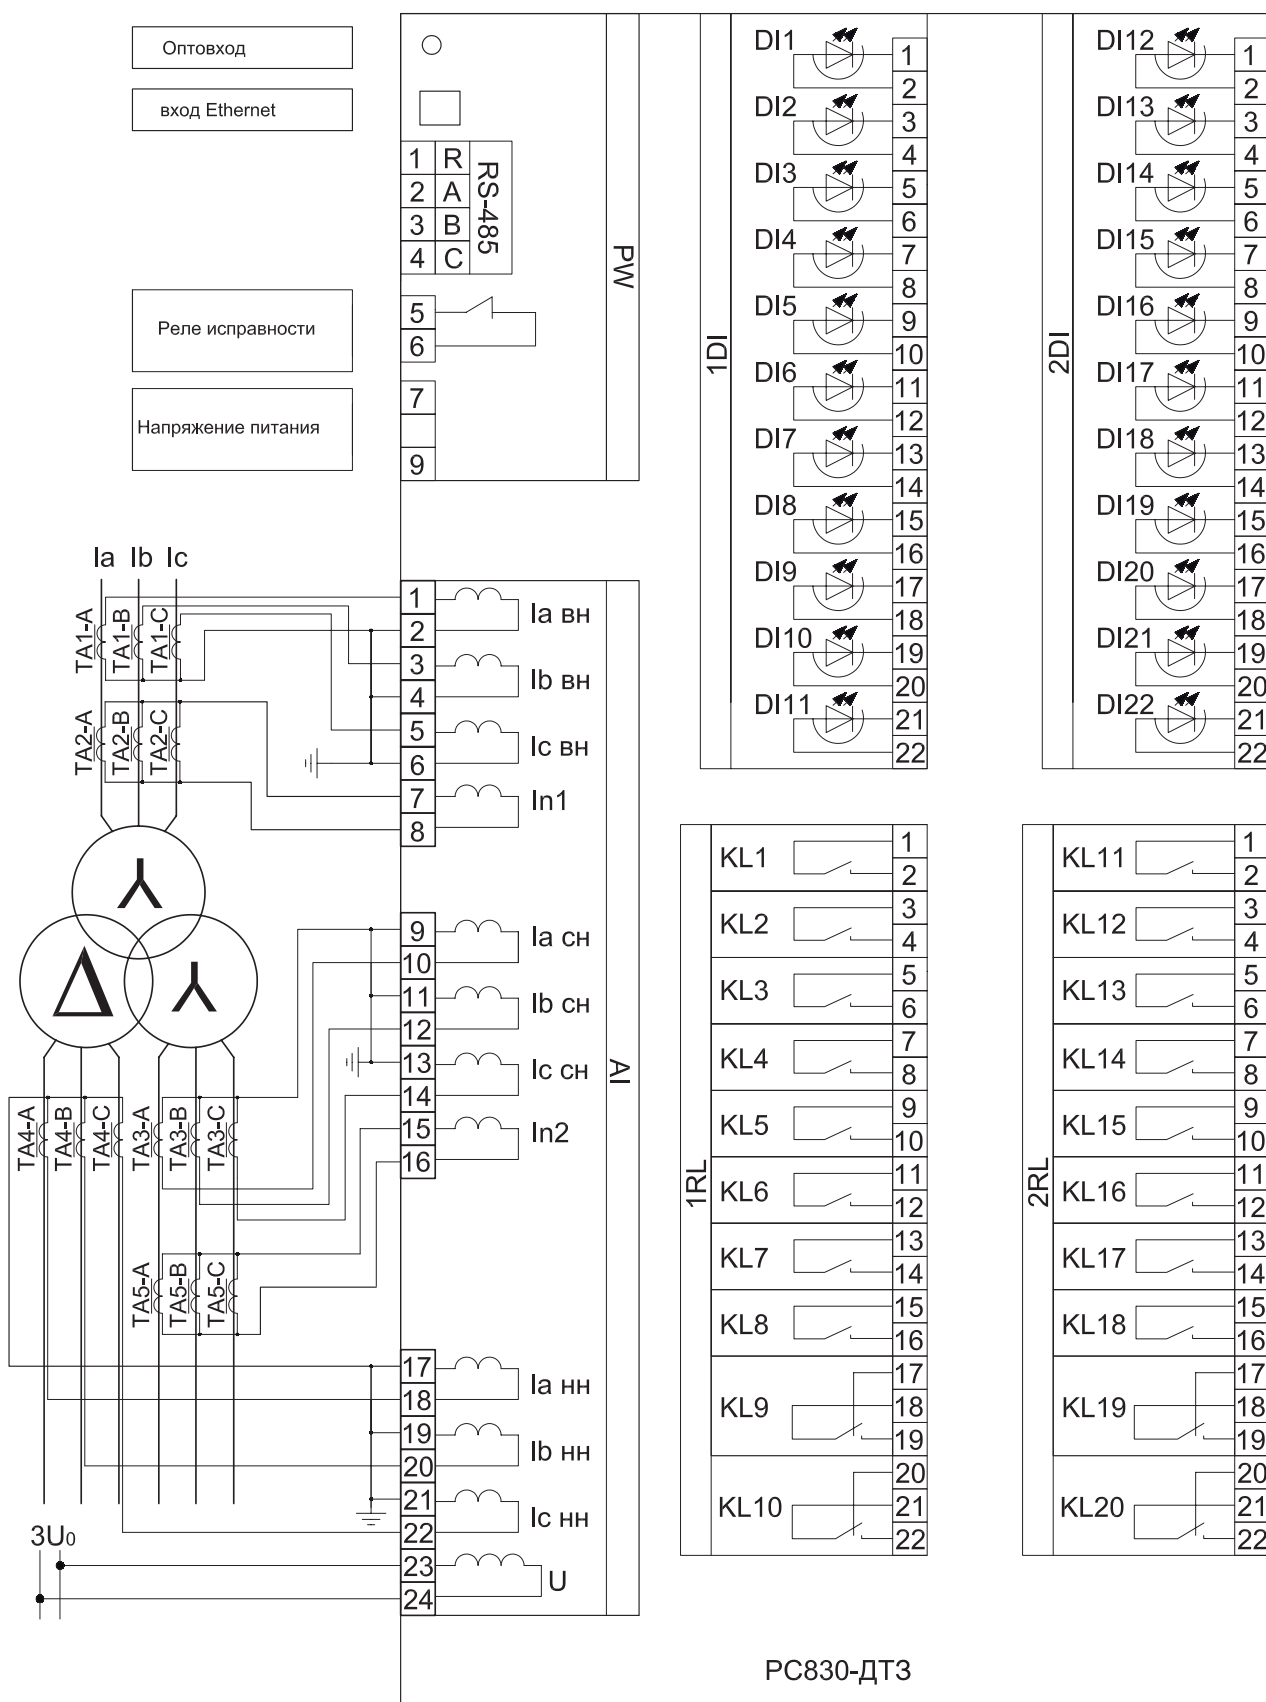 Оптовход
вход Ethernet
1 R
2 A
3 B
4 C
RS-485
5
6
7
9
Реле исправности
Напряжение питания
PW
Ia Ib Ic
TA1-A
TA1-B
TA1-C
TA2-A
TA2-B
TA2-C
1
2
3
4
5
6
7
8
Ia вн
Ib вн
Ic вн
In1
9
10
11
12
13
14
15
16
Ia сн
Ib сн
Ic сн
In2
AI
TA4-A
TA4-B
TA4-C
TA3-A
TA3-B
TA3-C
TA5-A
TA5-B
TA5-C
17
18
19
20
21
22
23
24
Ia нн
Ib нн
Ic нн
U
3U0
1DI
DI1
DI2
DI3
DI4
DI5
DI6
DI7
DI8
DI9
DI10
DI11
1
2
3
4
5
6
7
8
9
10
11
12
13
14
15
16
17
18
19
20
21
22
2DI
DI12
DI13
DI14
DI15
DI16
DI17
DI18
DI19
DI20
DI21
DI22
1
2
3
4
5
6
7
8
9
10
11
12
13
14
15
16
17
18
19
20
21
22
1RL
KL1
KL2
KL3
KL4
KL5
KL6
KL7
KL8
KL9
KL10
1
2
3
4
5
6
7
8
9
10
11
12
13
14
15
16
17
18
19
20
21
22
2RL
KL11
KL12
KL13
KL14
KL15
KL16
KL17
KL18
KL19
KL20
1
2
3
4
5
6
7
8
9
10
11
12
13
14
15
16
17
18
19
20
21
22
РС830-ДТЗ